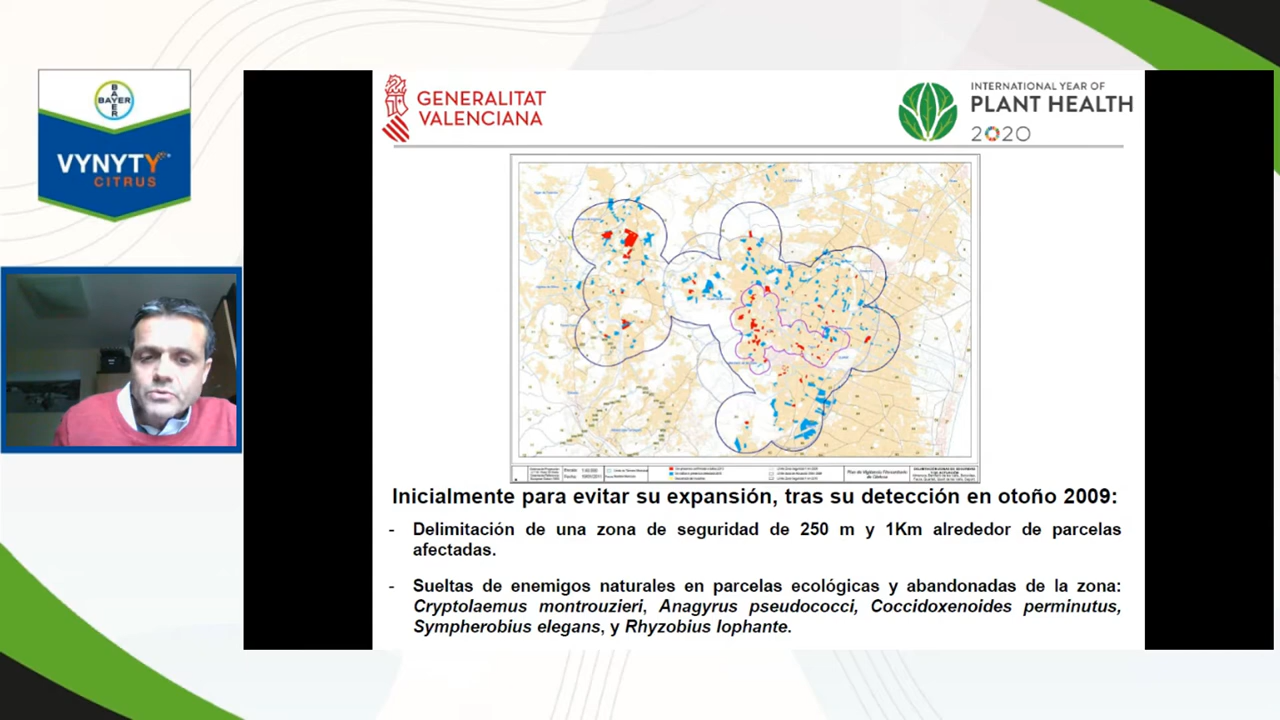 BAYER
BAYER
VYNYTY
CITRUS
GENERALITAT
VALENCIANA
INTERNATIONAL YEAR OF
PLANT HEALTH
2020
Inicialmente para evitar su expansión, tras su detección en otoño 2009:
- Delimitación de una zona de seguridad de 250 m y 1Km alrededor de parcelas
afectadas.
- Sueltas de enemigos naturales en parcelas ecológicas y abandonadas de la zona:
Cryptolaemus montrouzieri, Anagyrus pseudococci, Coccidoxenoides perminutus,
Sympherobius elegans, y Rhyzobius lophante.